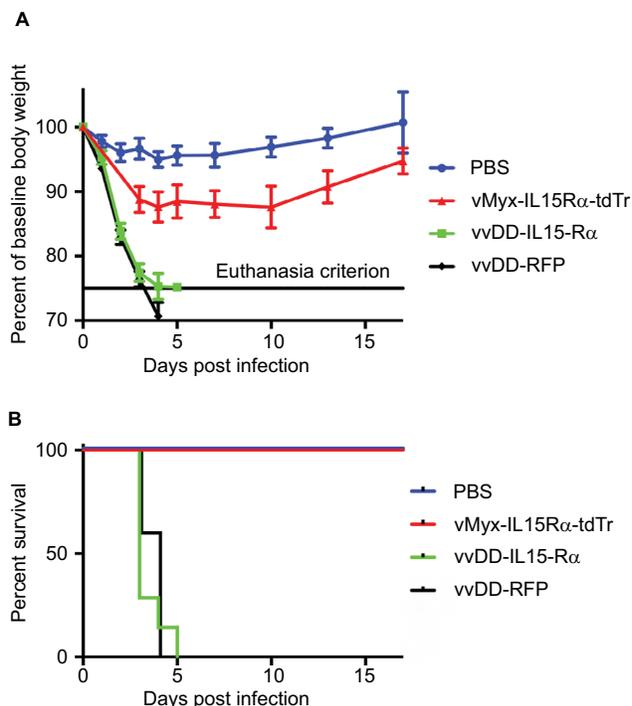 A
Percent of baseline body weight
100
90
80
70
Euthanasia criterion
0
5
10
15
Days post infection
PBS
vMyx-IL15Rα-tdTr
vvDD-IL15-Rα
vvDD-RFP
B
Percent survival
100
50
0
0
5
10
15
Days post infection
PBS
vMyx-IL15Rα-tdTr
vvDD-IL15-Rα
vvDD-RFP